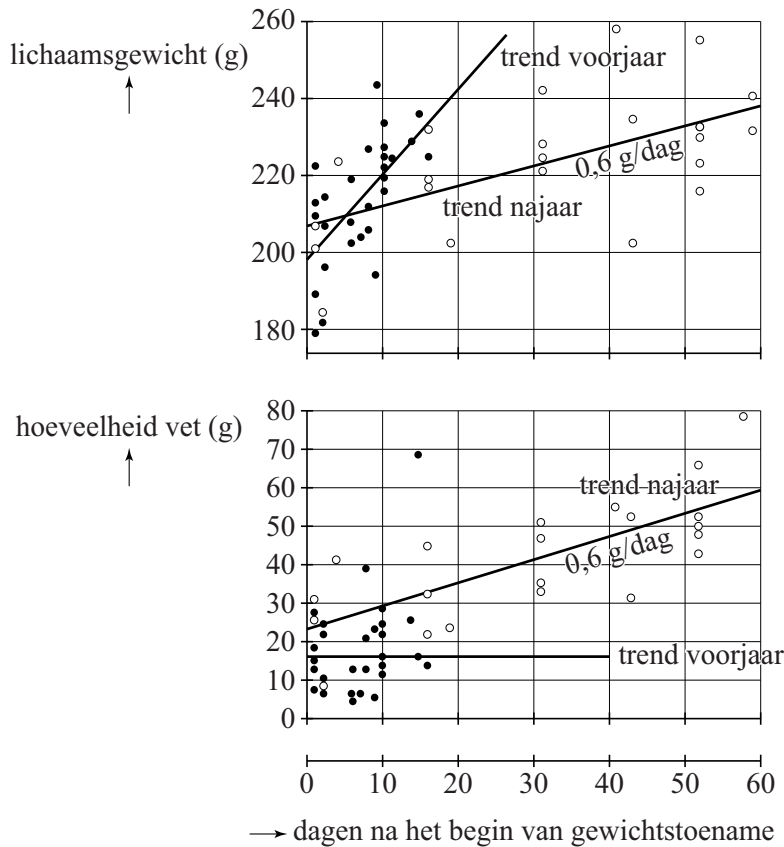 260
lichaamsgewicht (g)
trend voorjaar
240
0,6 g/dag
220
trend najaar
200
180
80
hoeveelheid vet (g)
70
trend najaar
60
50
0,6 g/dag
40
30
20
trend voorjaar
10
0
0 10 20 30 40 50 60
dagen na het begin van gewichtstoename